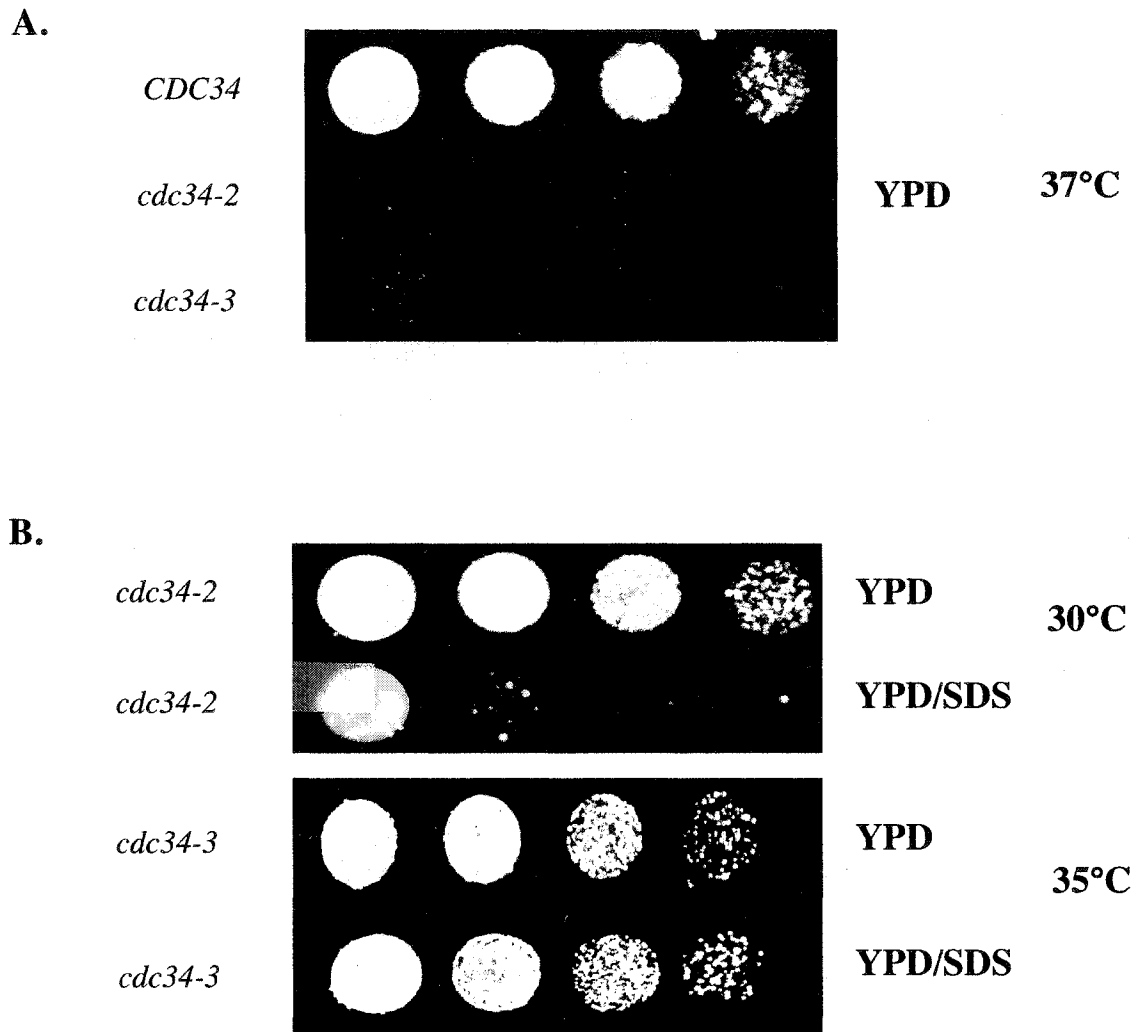 A.
CDC34
cdc34-2
YPD
37°C
cdc34-3
B.
cdc34-2
YPD
30°C
cdc34-2
YPD/SDS
cdc34-3
YPD
35°C
cdc34-3
YPD/SDS